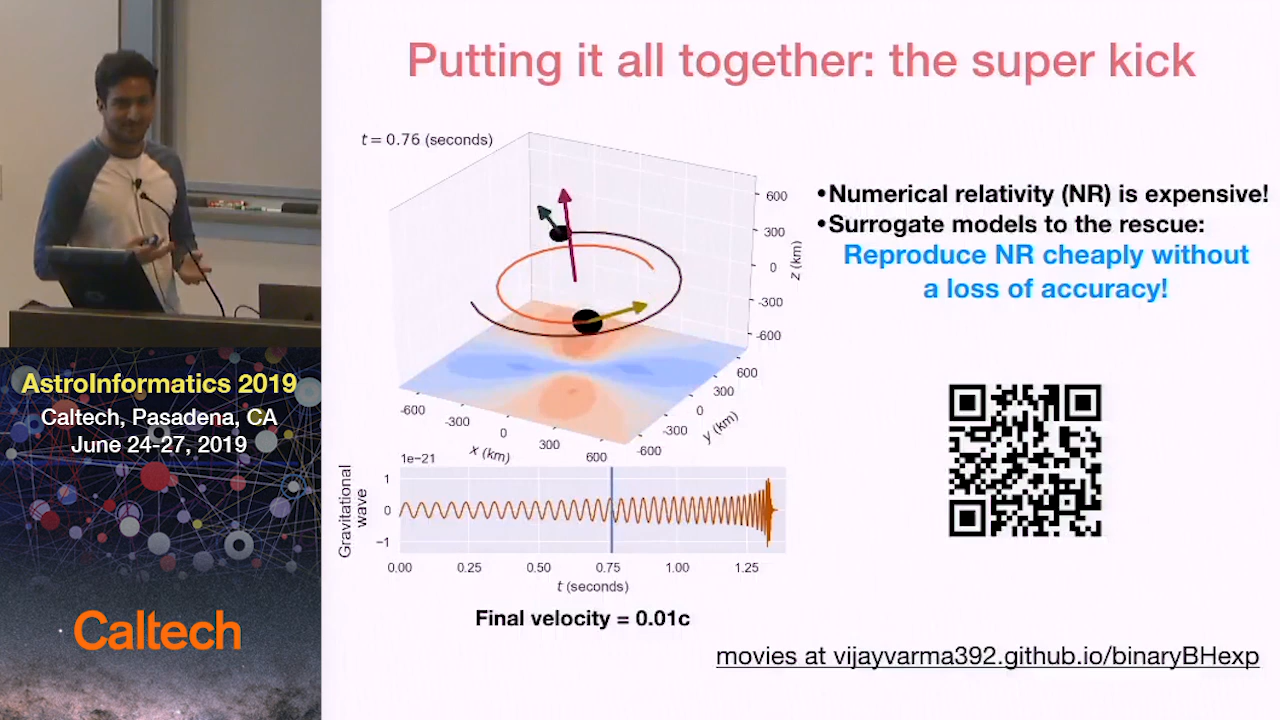 Putting it all together: the super kick
t = 0.76 (seconds)
600
300
0
-300
-600
z (km)
-600
-300
0
300
600
x (km)
-600
-300
0
300
600
y (km)
•Numerical relativity (NR) is expensive!
•Surrogate models to the rescue:
Reproduce NR cheaply without
a loss of accuracy!
AstroInformatics 2019
Caltech, Pasadena, CA
June 24-27, 2019
Caltech
1e−21
Gravitational
wave
1
0
−1
0.00 0.25 0.50 0.75 1.00 1.25
t (seconds)
Final velocity = 0.01c
movies at vijayvarma392.github.io/binaryBHexp